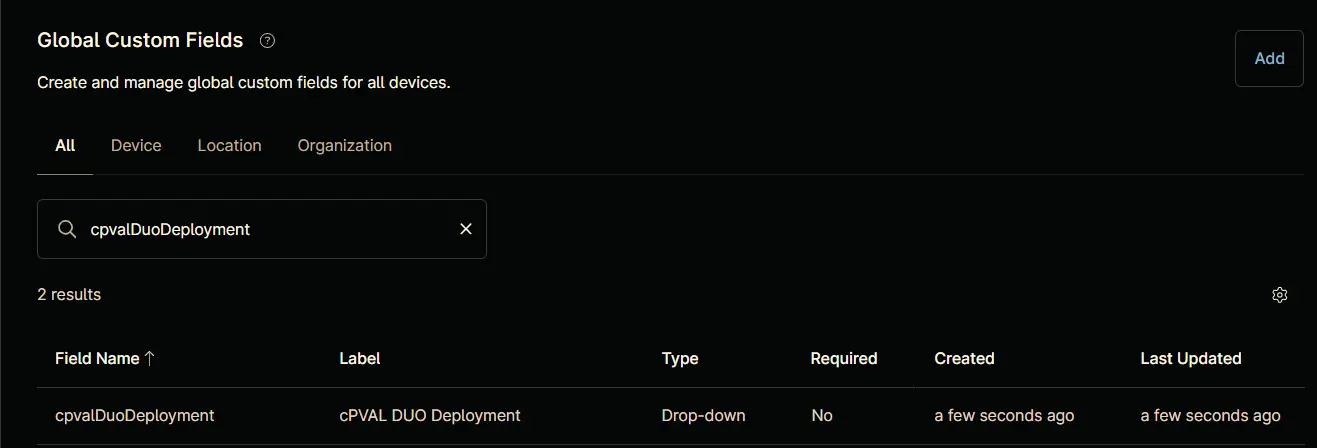 Global Custom Fields ?
Create and manage global custom fields for all devices.
Add
All Device Location Organization
cpvalDuoDeployment
2 results
Field Name ↑ Label Type Required Created Last Updated
cpvalDuoDeployment cPVAL DUO Deployment Drop-down No a few seconds ago a few seconds ago